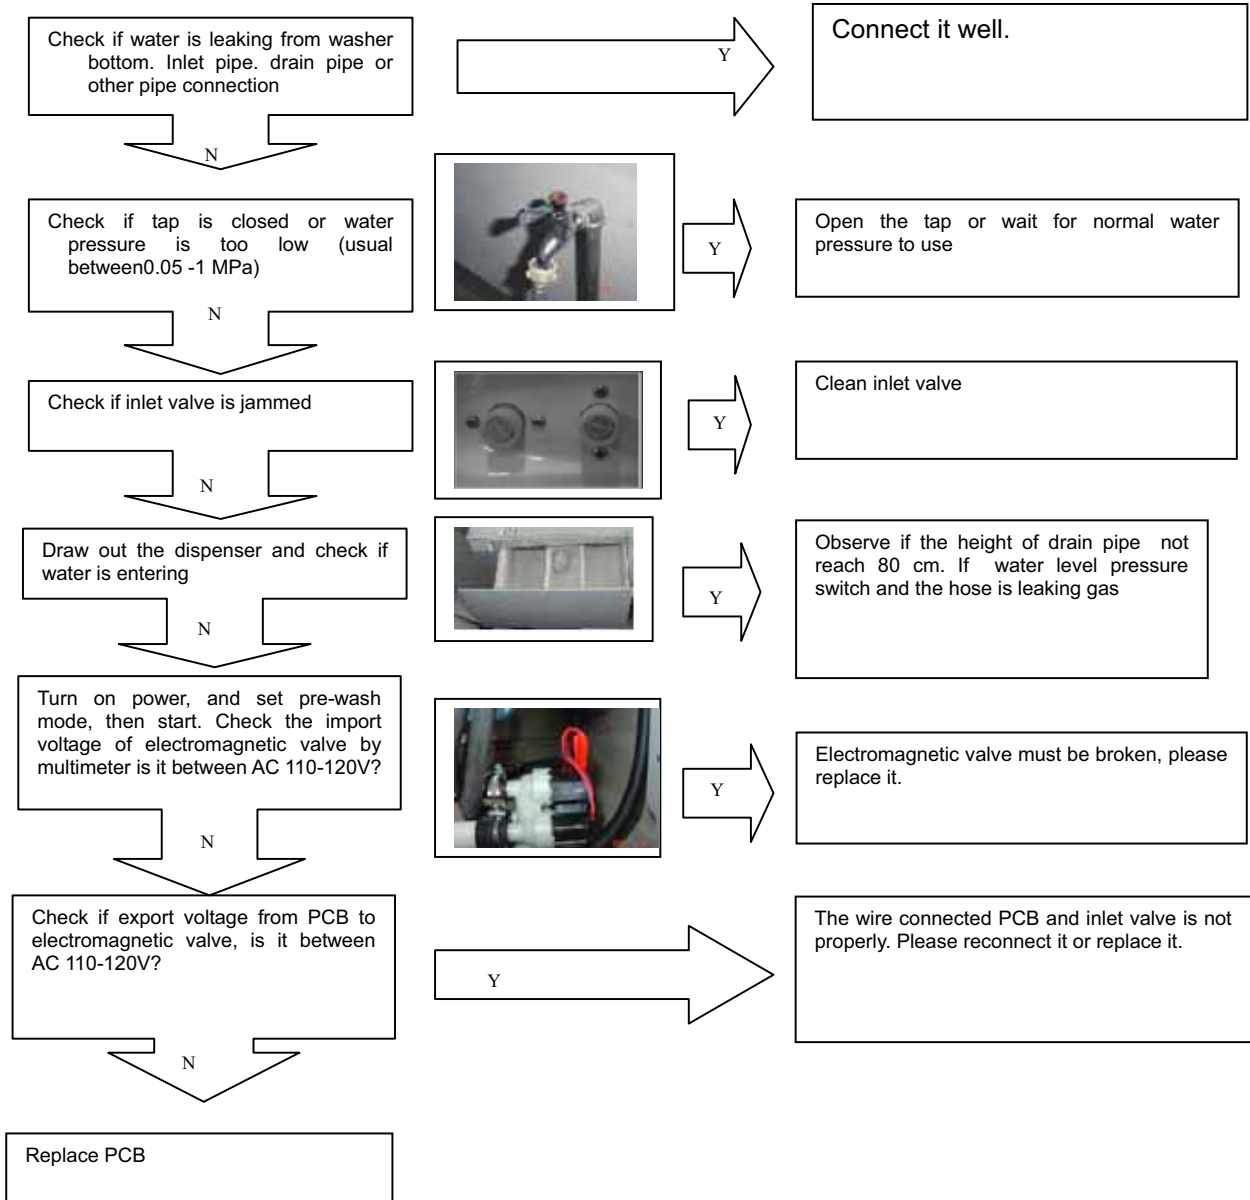 Check if water is leaking from washer
bottom. Inlet pipe. drain pipe or
other pipe connection
Y
Connect it well.
N
Check if tap is closed or water
pressure is too low (usual
between0.05 -1 MPa)
Y
Open the tap or wait for normal water
pressure to use
N
Check if inlet valve is jammed
Y
Clean inlet valve
N
Draw out the dispenser and check if
water is entering
Y
Observe if the height of drain pipe not
reach 80 cm. If water level pressure
switch and the hose is leaking gas
N
Turn on power, and set pre-wash
mode, then start. Check the import
voltage of electromagnetic valve by
multimeter is it between AC 110-120V?
Y
Electromagnetic valve must be broken, please
replace it.
N
Check if export voltage from PCB to
electromagnetic valve, is it between
AC 110-120V?
Y
The wire connected PCB and inlet valve is not
properly. Please reconnect it or replace it.
N
Replace PCB